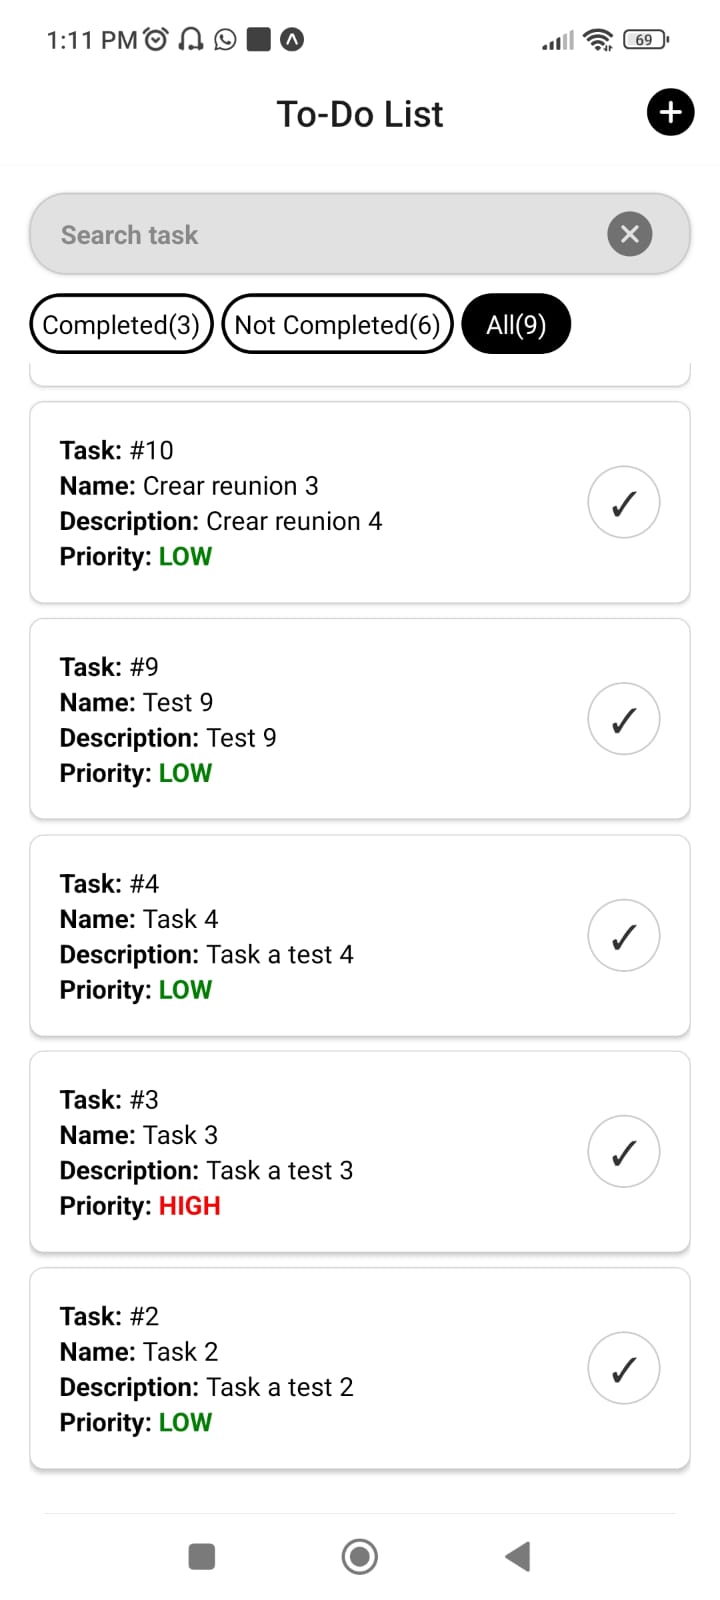 1:11 PM
69
To-Do List
Search task
Completed(3) Not Completed(6) All(9)
Task: #10
Name: Crear reunion 3
Description: Crear reunion 4
Priority: LOW
Task: #9
Name: Test 9
Description: Test 9
Priority: LOW
Task: #4
Name: Task 4
Description: Task a test 4
Priority: LOW
Task: #3
Name: Task 3
Description: Task a test 3
Priority: HIGH
Task: #2
Name: Task 2
Description: Task a test 2
Priority: LOW